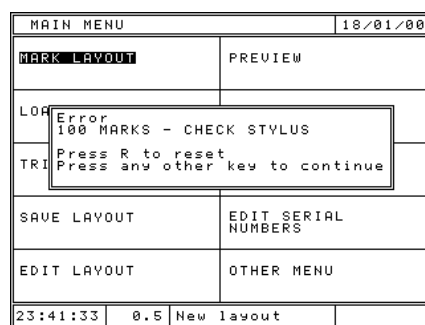 MAIN MENU 18/01/00
MARK LAYOUT PREVIEW
LOA
Error
100 MARKS - CHECK STYLUS
Press R to reset
TRI
Press any other key to continue
SAVE LAYOUT EDIT SERIAL
NUMBERS
EDIT LAYOUT OTHER MENU
23:41:33 0.5 New layout